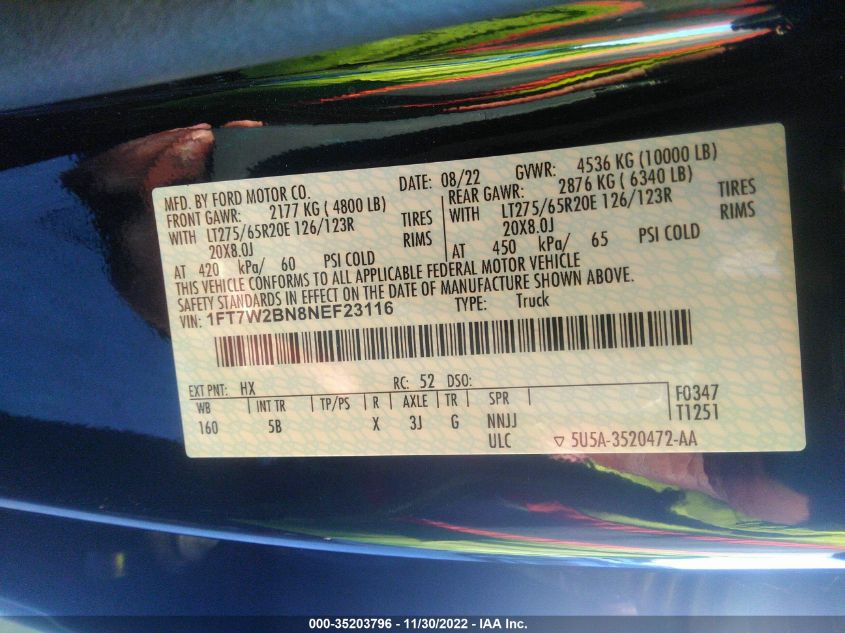 MFD. BY FORD MOTOR CO. DATE: 08/22 GVWR: 4536 KG (10000 LB)
FRONT GAWR: 2177 KG ( 4800 LB) REAR GAWR: 2876 KG ( 6340 LB)
WITH LT275/65R20E 126/123R TIRES WITH LT275/65R20E 126/123R TIRES
20X8.0J RIMS 20X8.0J RIMS
AT 420 kPa/ 60 PSI COLD AT 450 kPa/ 65 PSI COLD
THIS VEHICLE CONFORMS TO ALL APPLICABLE FEDERAL MOTOR VEHICLE
SAFETY STANDARDS IN EFFECT ON THE DATE OF MANUFACTURE SHOWN ABOVE.
VIN: 1FT7W2BN8NEF23116 TYPE: Truck
EXT PNT: HX RC: 52 DSO:
WB INT TR TP/PS R AXLE TR SPR F0347
160 5B X 3J G NNJJ T1251
ULC ▽ 5U5A-3520472-AA
000-35203796 - 11/30/2022 - IAA Inc.